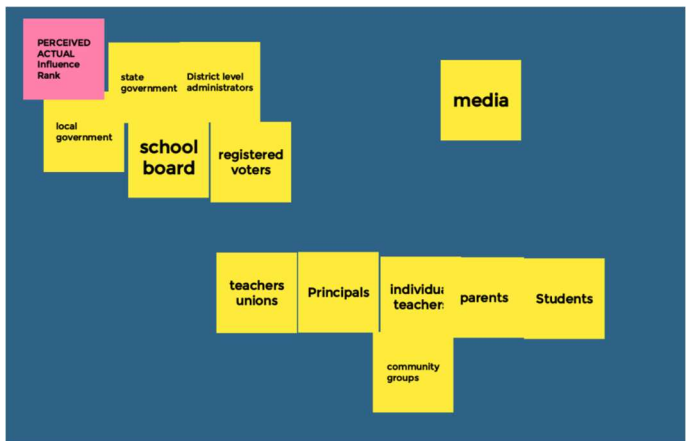 PERCEIVED
ACTUAL
Influence
Rank
state
government
District level
administrators
media
local
government
school
board
registered
voters
teachers
unions
Principals
individua
teacher
parents
Students
community
groups